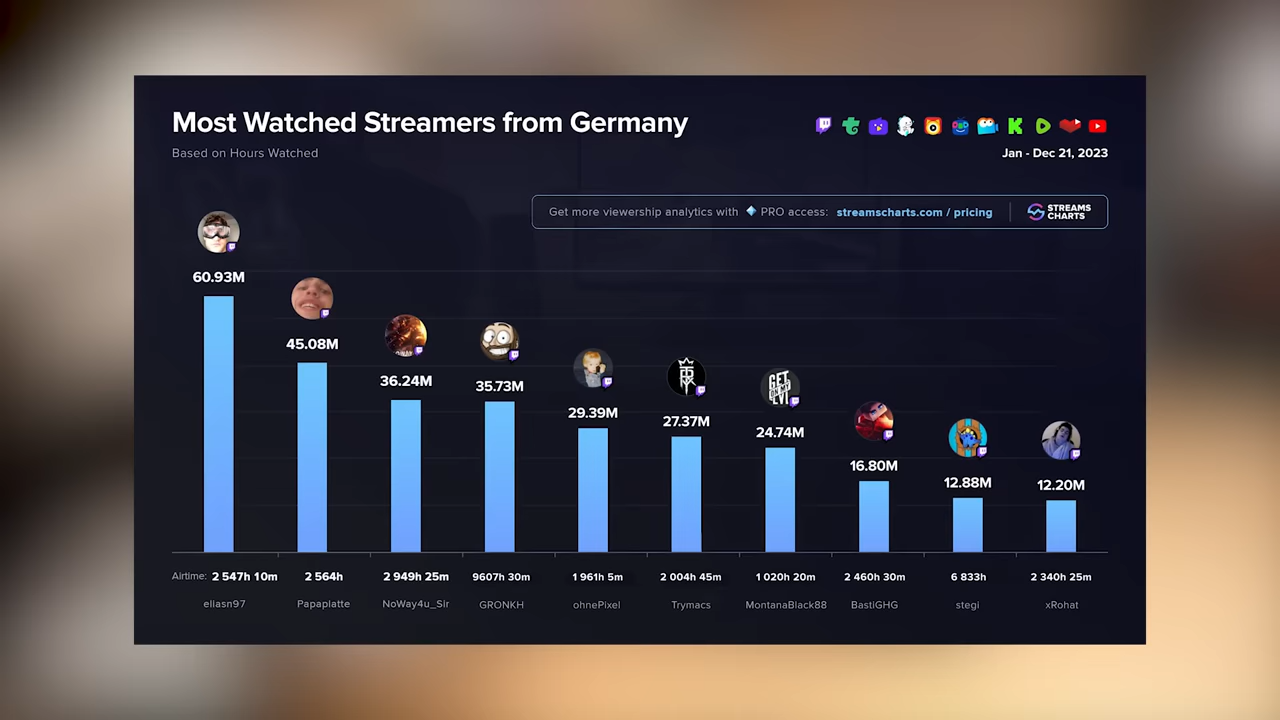 Most Watched Streamers from Germany
Based on Hours Watched
Jan - Dec 21, 2023
Get more viewership analytics with PRO access: streamscharts.com / pricing
STREAMS
CHARTS
60.93M
45.08M
36.24M
35.73M
29.39M
27.37M
24.74M
16.80M
12.88M
12.20M
Airtime: 2 547h 10m 2 564h 2 949h 25m 9607h 30m 1 961h 5m 2 004h 45m 1 020h 20m 2 460h 30m 6 833h 2 340h 25m
eliasn97 Papaplatte NoWay4u_Sir GRONKH ohnePixel Trymacs MontanaBlack88 BastiGHG stegi xRohat